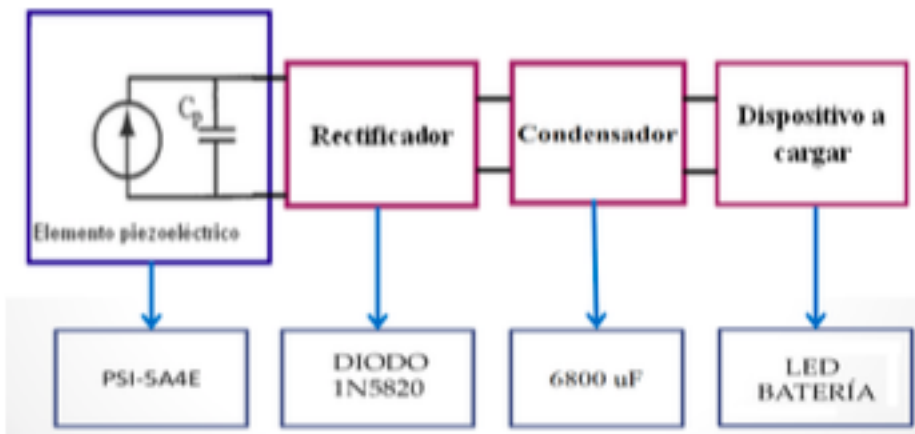 Cp
Rectificador
Condensador
Dispositivo a
cargar
Elemento piezoeléctrico
PSI-5A4E
DIODO
1N5820
6800 uF
LED
BATERÍA